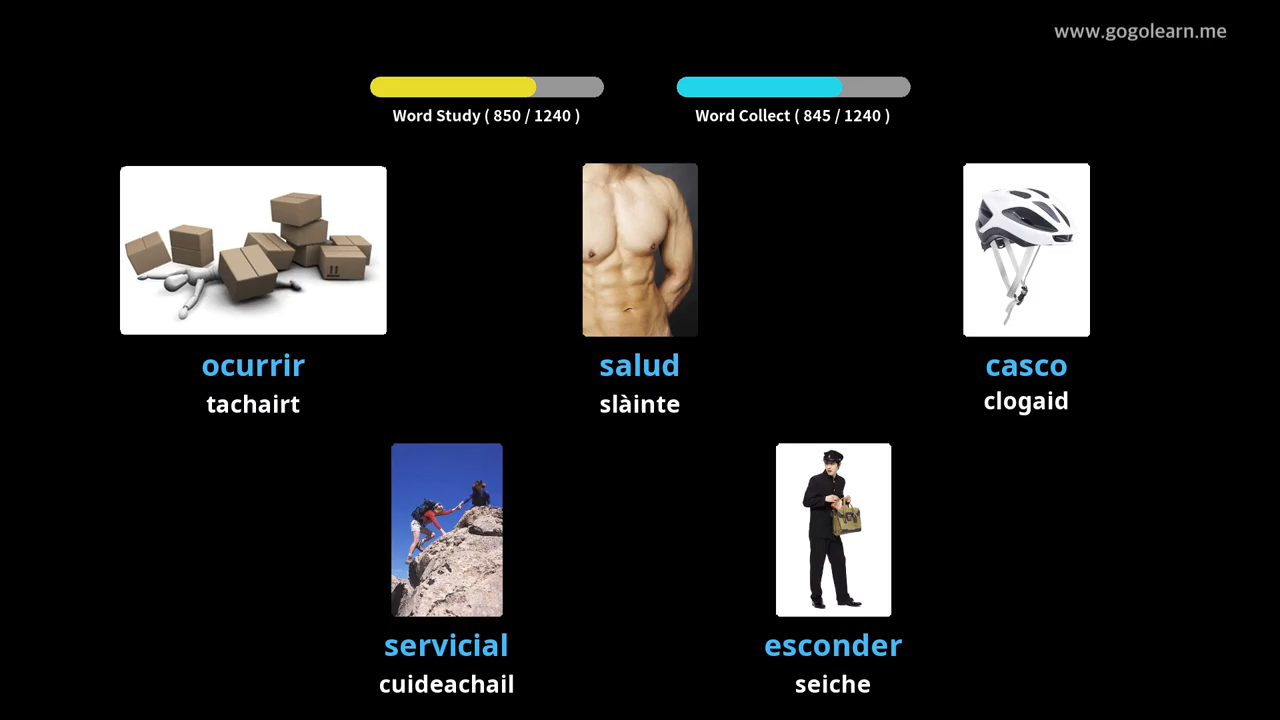 www.gogolearn.me
Word Study ( 850 / 1240 )
Word Collect ( 845 / 1240 )
ocurrir
tachairt
salud
slàinte
casco
clogaid
servicial
cuideachail
esconder
seiche